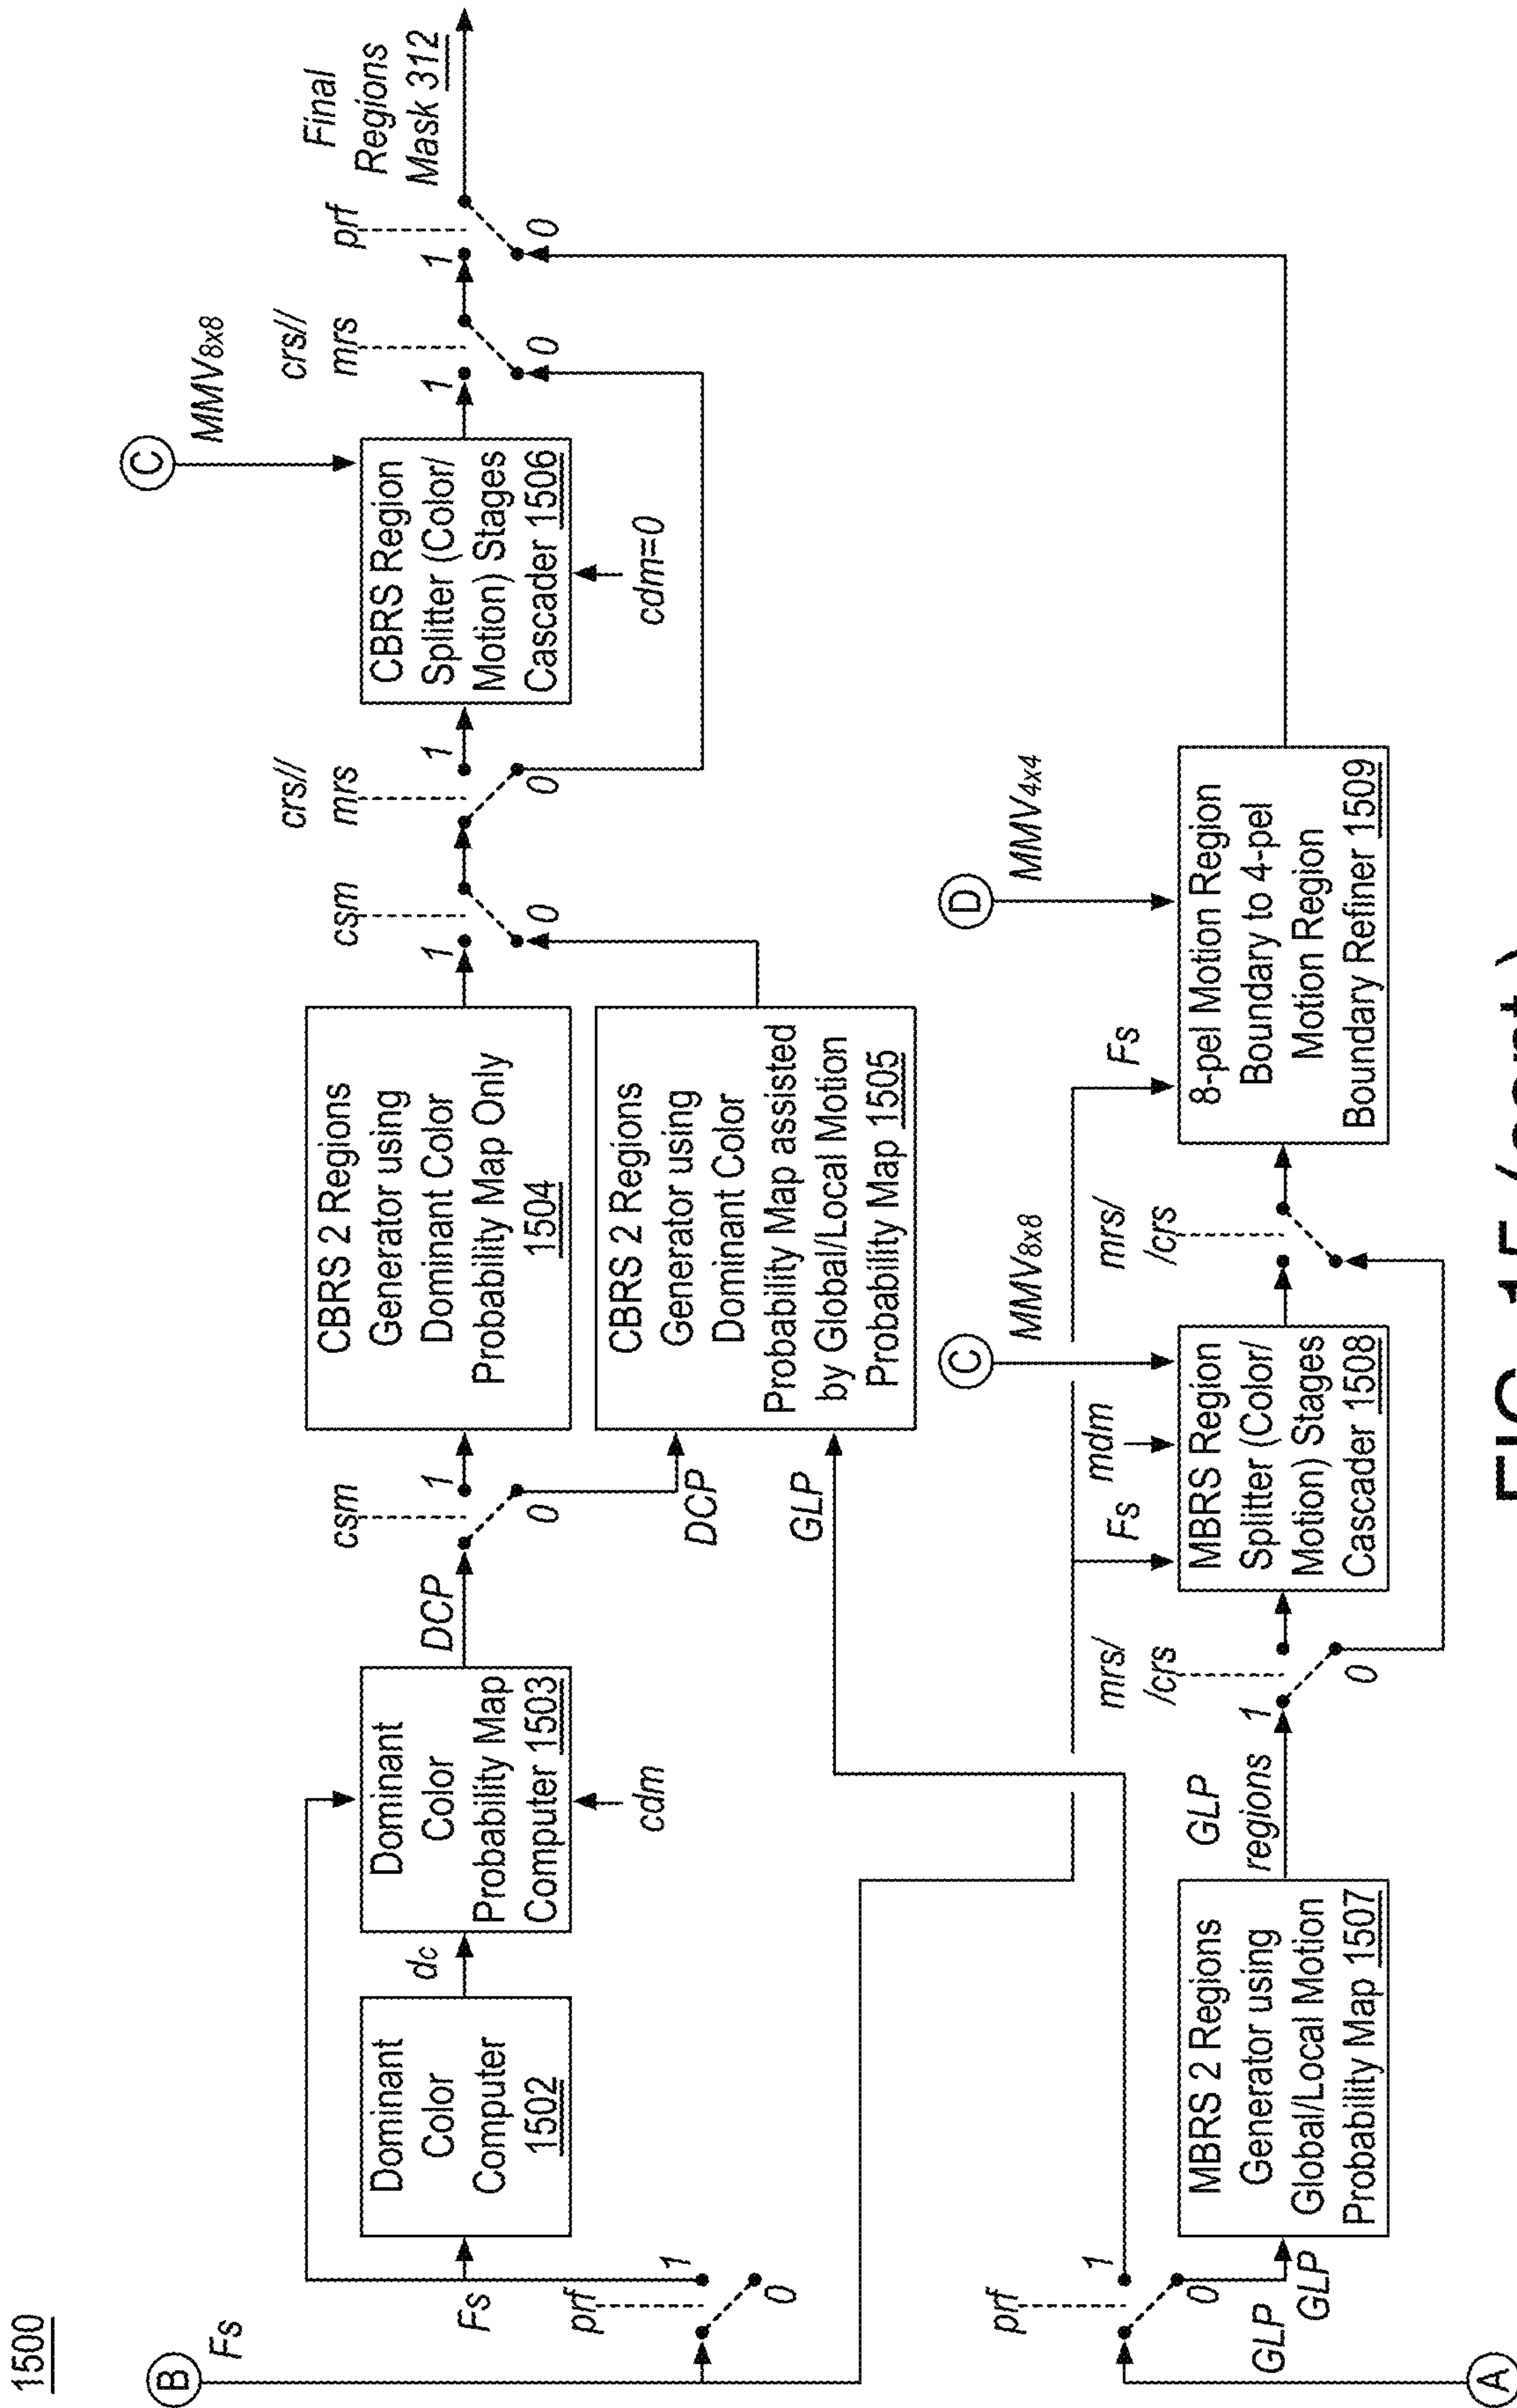 1500
B
Fs
Fs
prf
1
0
Dominant
Color
Computer
1502
dc
Dominant
Color
Probability Map
Computer 1503
cdm
DCP
csm
1
0
DCP
GLP
CBRS 2 Regions
Generator using
Dominant Color
Probability Map Only
1504
CBRS 2 Regions
Generator using
Dominant Color
Probability Map assisted
by Global/Local Motion
Probability Map 1505
csm
1
0
crs//
mrs
1
0
CBRS Region
Splitter (Color/
Motion) Stages
Cascader 1506
cdm=0
C
MMV8x8
crs//
mrs
1
0
prf
1
0
Final
Regions
Mask 312
A
prf
1
0
GLP
GLP
MBRS 2 Regions
Generator using
Global/Local Motion
Probability Map 1507
GLP
regions
mrs/
/crs
1
0
Fs
mdm
C
MMV8x8
MBRS Region
Splitter (Color/
Motion) Stages
Cascader 1508
mrs/
/crs
Fs
D
MMV4x4
8-pel Motion Region
Boundary to 4-pel
Motion Region
Boundary Refiner 1509